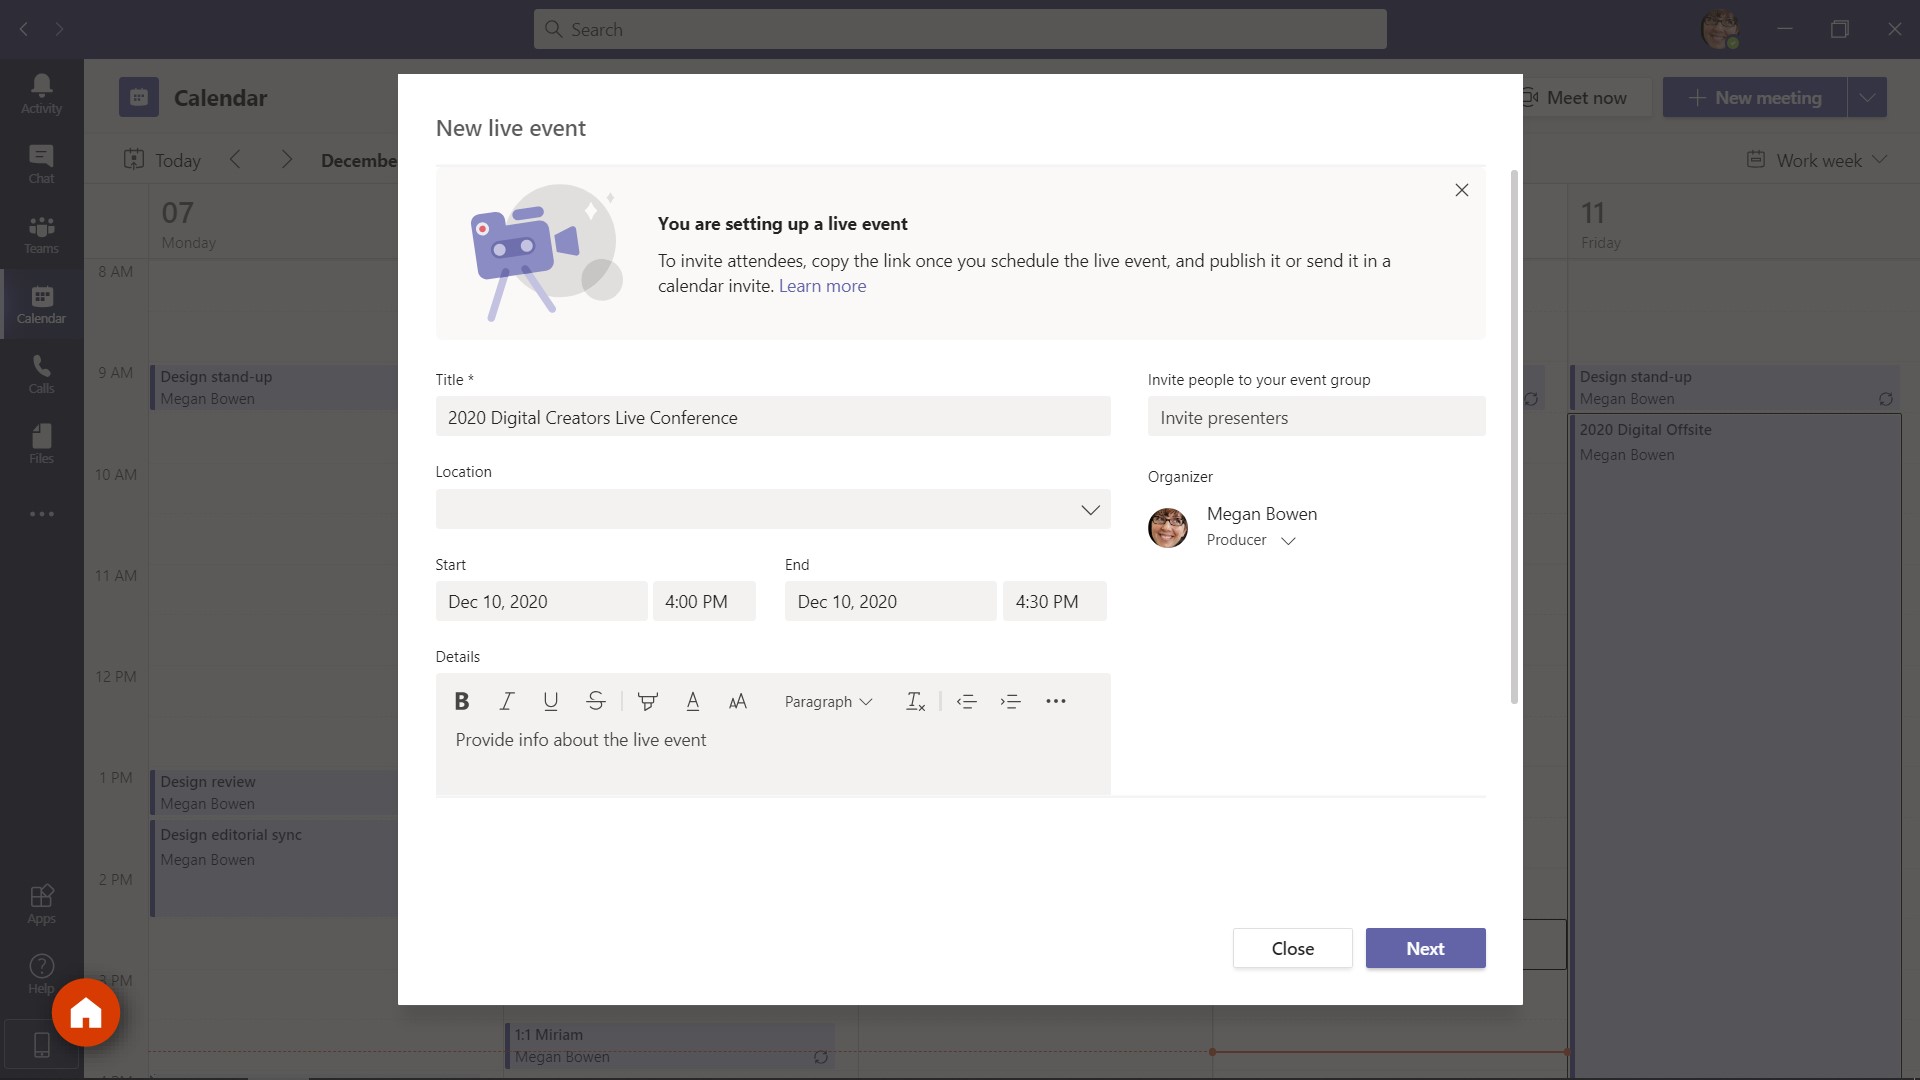 Search
Activity
Chat
Teams
Calendar
Calls
Files
Apps
Help
Calendar
Meet now
New meeting
Today
Decembe
Work week
07
Monday
11
Friday
8 AM
9 AM
10 AM
11 AM
12 PM
1 PM
2 PM
3 PM
Design stand-up
Megan Bowen
Design review
Megan Bowen
Design editorial sync
Megan Bowen
1:1 Miriam
Megan Bowen
Design stand-up
Megan Bowen
2020 Digital Offsite
Megan Bowen
New live event
You are setting up a live event
To invite attendees, copy the link once you schedule the live event, and publish it or send it in a
calendar invite. Learn more
Title *
2020 Digital Creators Live Conference
Location
Start
End
Dec 10, 2020
4:00 PM
Dec 10, 2020
4:30 PM
Details
B I U S A AA Paragraph
Provide info about the live event
Invite people to your event group
Invite presenters
Organizer
Megan Bowen
Producer
Close
Next